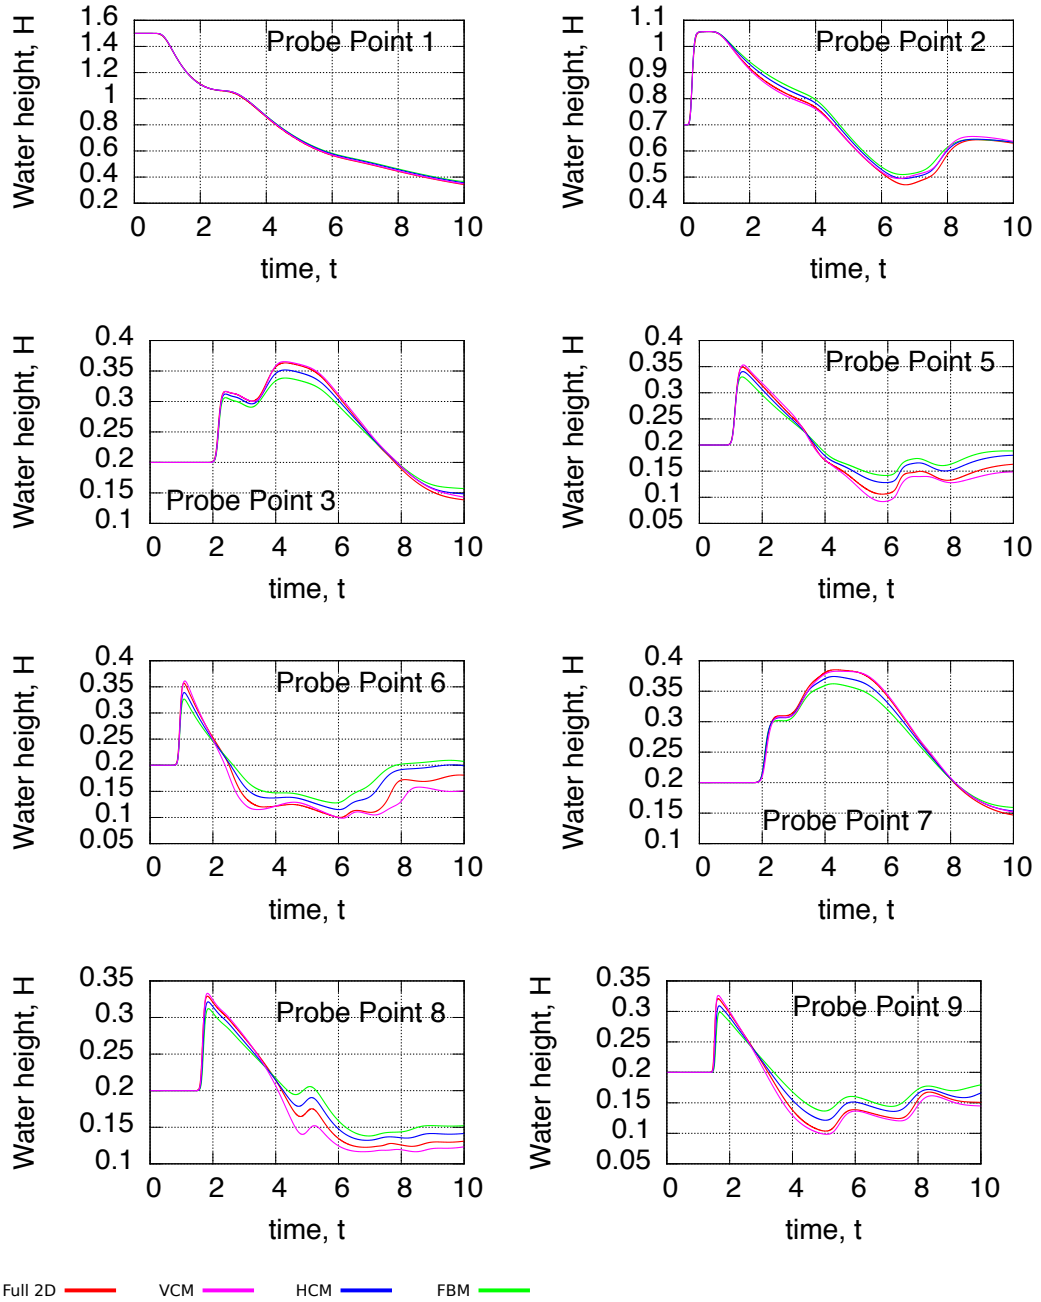 Water height, H
1.6
1.4
1.2
1
0.8
0.6
0.4
0.2
Probe Point 1
0 2 4 6 8 10
time, t
Water height, H
1.1
1
0.9
0.8
0.7
0.6
0.5
0.4
Probe Point 2
0 2 4 6 8 10
time, t
Water height, H
0.4
0.35
0.3
0.25
0.2
0.15
0.1
Probe Point 3
0 2 4 6 8 10
time, t
Water height, H
0.4
0.35
0.3
0.25
0.2
0.15
0.1
0.05
Probe Point 5
0 2 4 6 8 10
time, t
Water height, H
0.4
0.35
0.3
0.25
0.2
0.15
0.1
0.05
Probe Point 6
0 2 4 6 8 10
time, t
Water height, H
0.4
0.35
0.3
0.25
0.2
0.15
0.1
Probe Point 7
0 2 4 6 8 10
time, t
Water height, H
0.35
0.3
0.25
0.2
0.15
0.1
Probe Point 8
0 2 4 6 8 10
time, t
Water height, H
0.35
0.3
0.25
0.2
0.15
0.1
0.05
Probe Point 9
0 2 4 6 8 10
time, t
Full 2D VCM HCM FBM